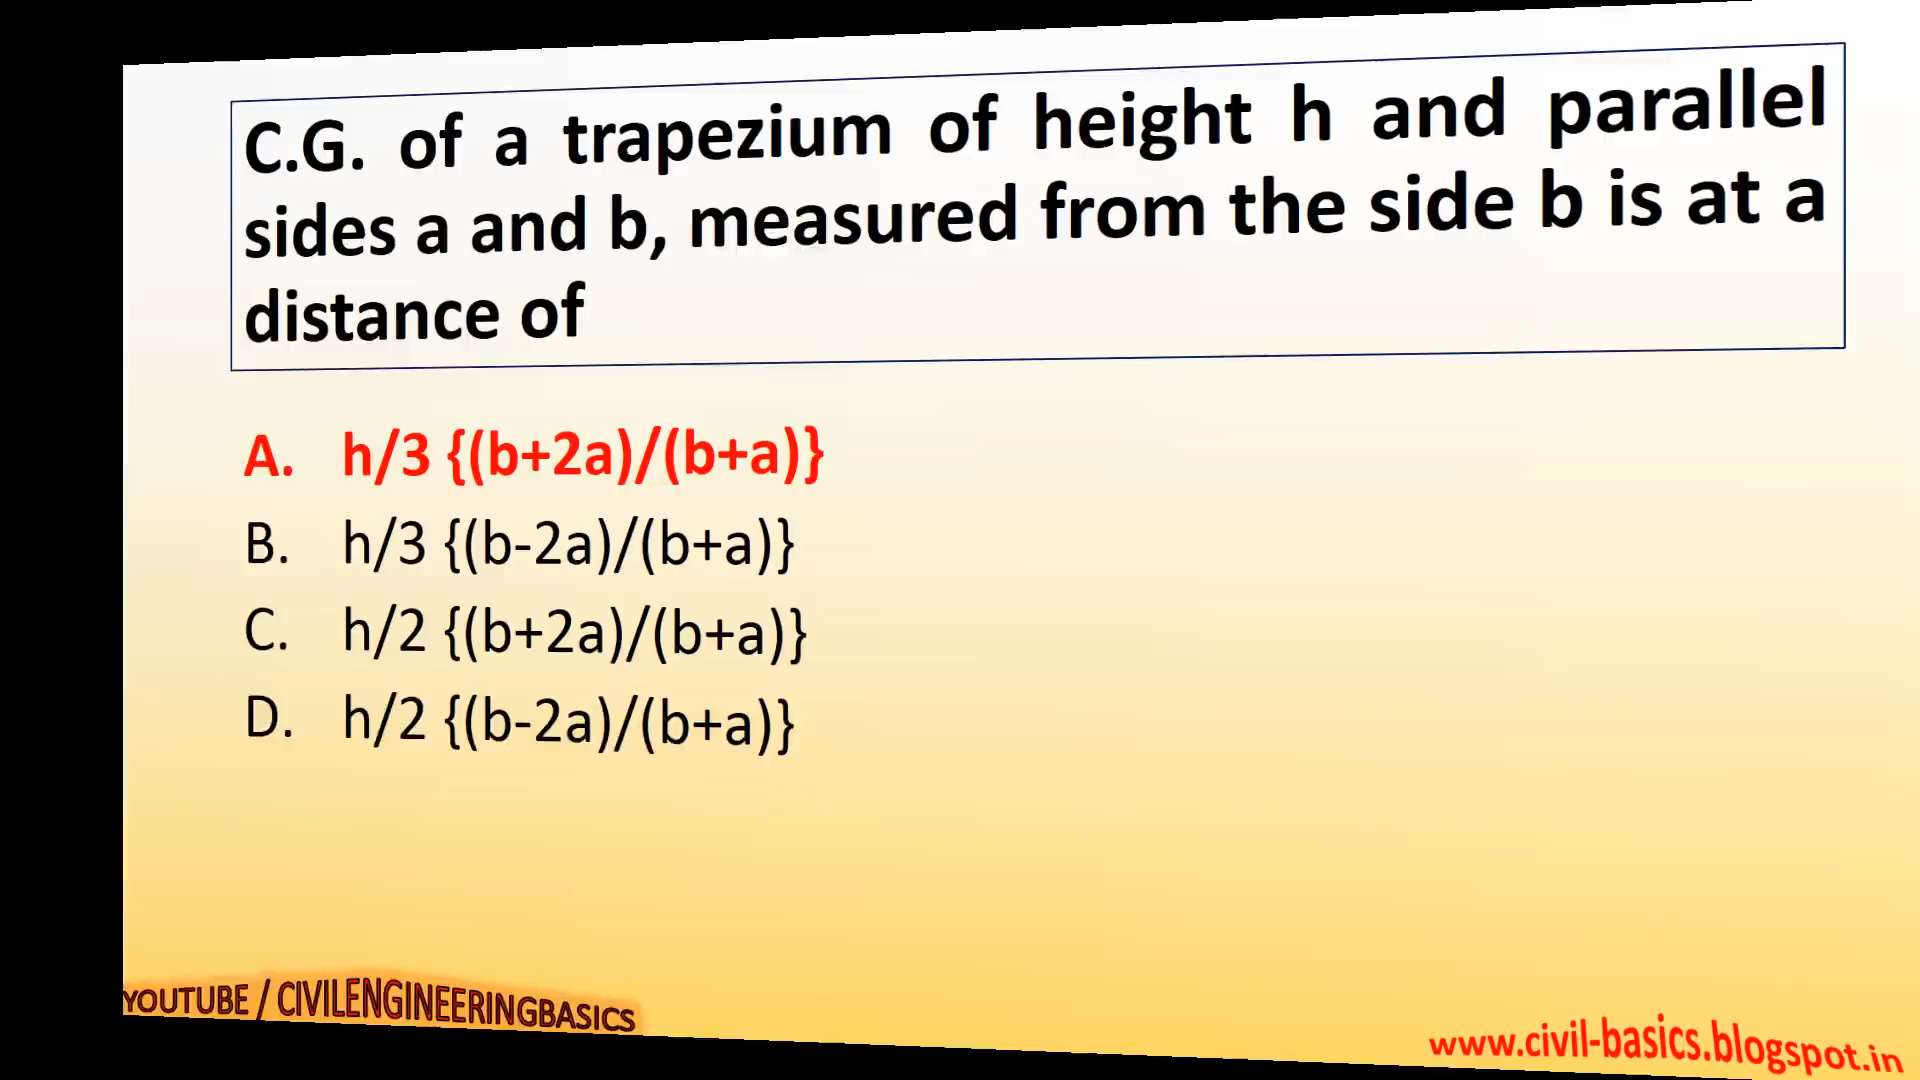 C.G. of a trapezium of height h and parallel
sides a and b, measured from the side b is at a
distance of
A. h/3 {(b+2a)/(b+a)}
B. h/3 {(b-2a)/(b+a)}
C. h/2 {(b+2a)/(b+a)}
D. h/2 {(b-2a)/(b+a)}
YOUTUBE / CIVILENGINEERINGBASICS
www.civil-basics.blogspot.in